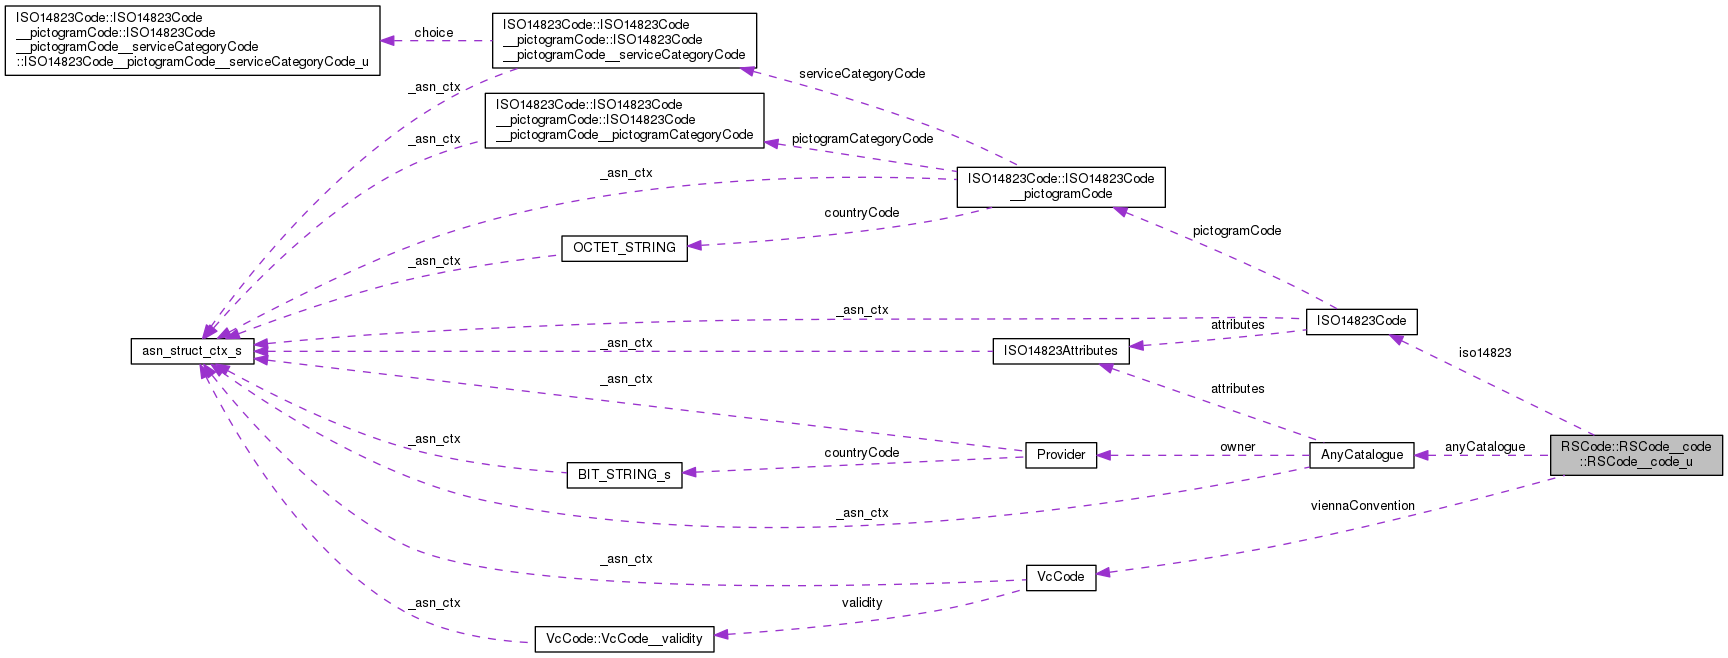 ISO14823Code::ISO14823Code
__pictogramCode::ISO14823Code
__pictogramCode__serviceCategoryCode
::ISO14823Code__pictogramCode__serviceCategoryCode_u
choice
ISO14823Code::ISO14823Code
__pictogramCode::ISO14823Code
__pictogramCode__serviceCategoryCode
serviceCategoryCode
_asn_ctx
ISO14823Code::ISO14823Code
__pictogramCode::ISO14823Code
__pictogramCode__pictogramCategoryCode
_asn_ctx
pictogramCategoryCode
_asn_ctx
ISO14823Code::ISO14823Code
__pictogramCode
countryCode
pictogramCode
OCTET_STRING
_asn_ctx
_asn_ctx
ISO14823Code
attributes
asn_struct_ctx_s
_asn_ctx
ISO14823Attributes
iso14823
_asn_ctx
attributes
_asn_ctx
countryCode
Provider
owner
AnyCatalogue
anyCatalogue
RSCode::RSCode__code
::RSCode__code_u
BIT_STRING_s
_asn_ctx
viennaConvention
_asn_ctx
VcCode
_asn_ctx
validity
VcCode::VcCode__validity